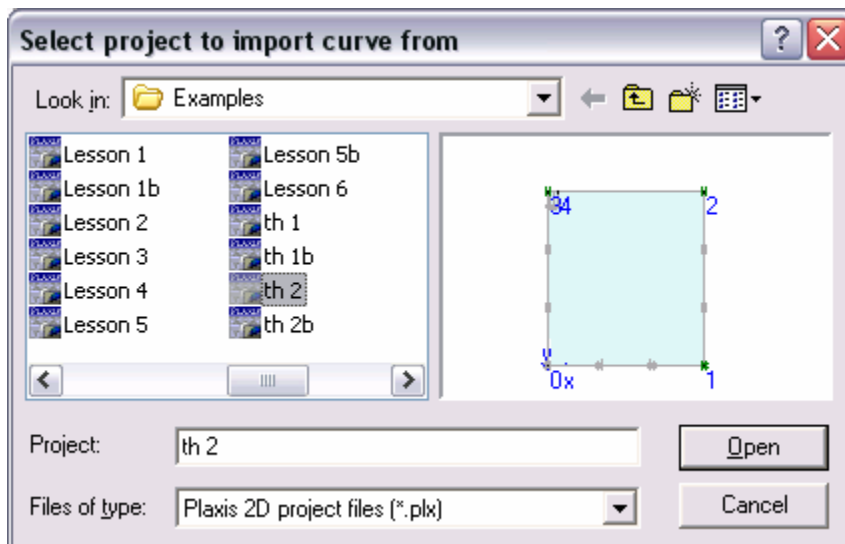 Select project to import curve from
Look in: Examples
Lesson 1
Lesson 1b
Lesson 2
Lesson 3
Lesson 4
Lesson 5
Lesson 5b
Lesson 6
th 1
th 1b
th 2
th 2b
34 2
y
0x 1
Project: th 2 Open
Files of type: Plaxis 2D project files (*.plx) Cancel